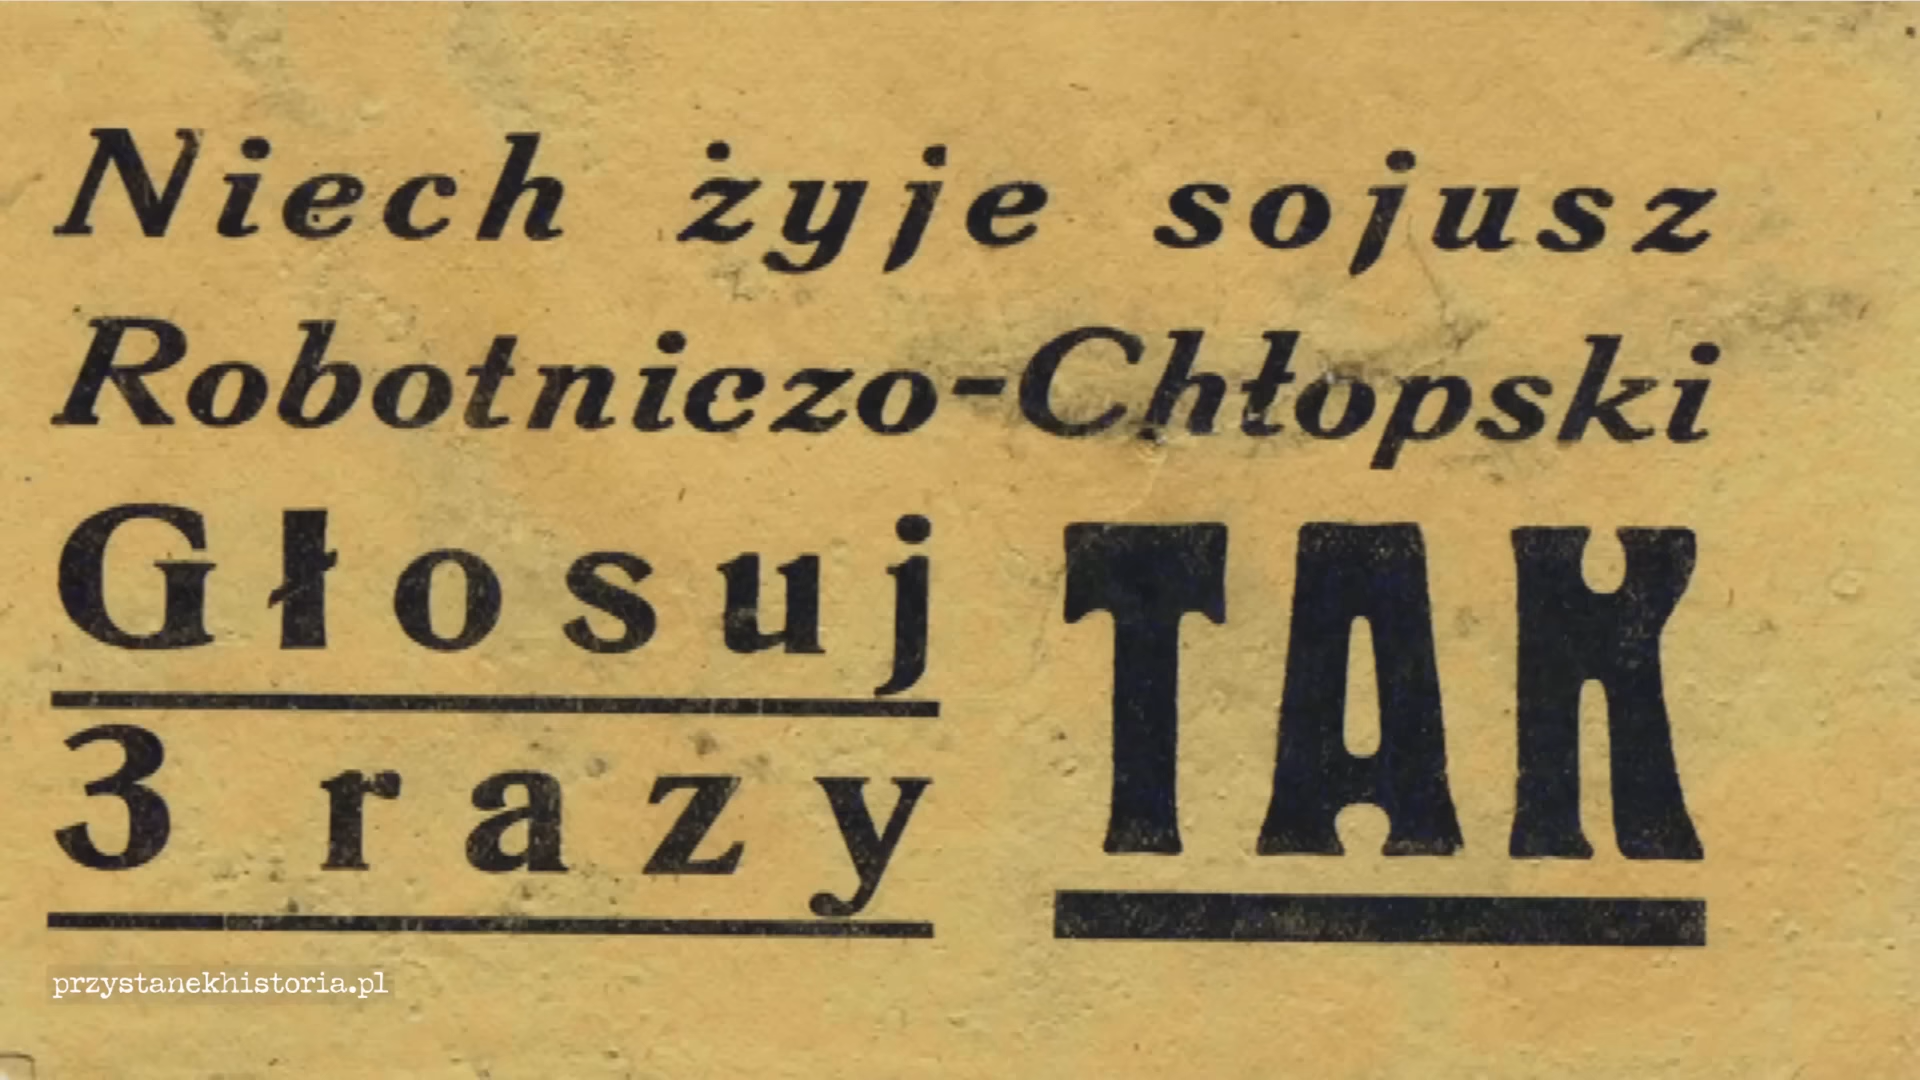 Niech żyje sojusz
Robotniczo-Chłopski
Głosuj
3 razy
TAK
przystanekhistoria.pl